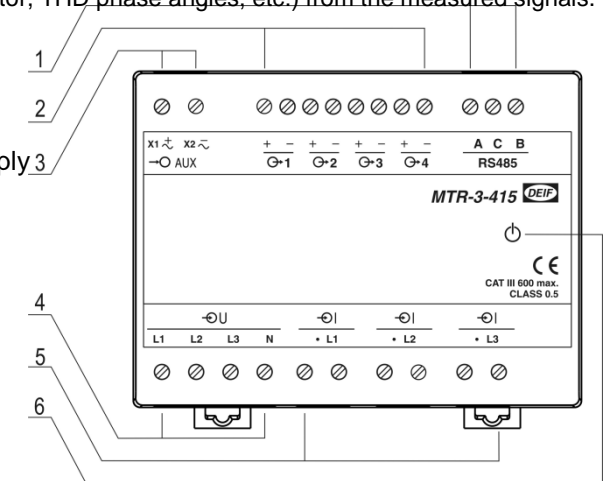 tor, THD phase angles, etc.) from the measured signals.
1
2
ply 3
X1 X2
AUX
+ - + - + - + -
1 2 3 4
A C B
RS485
MTR-3-415 DEIF
CE
CAT III 600 max.
CLASS 0.5
U I I I
L1 L2 L3 N • L1 • L2 • L3
4
5
6